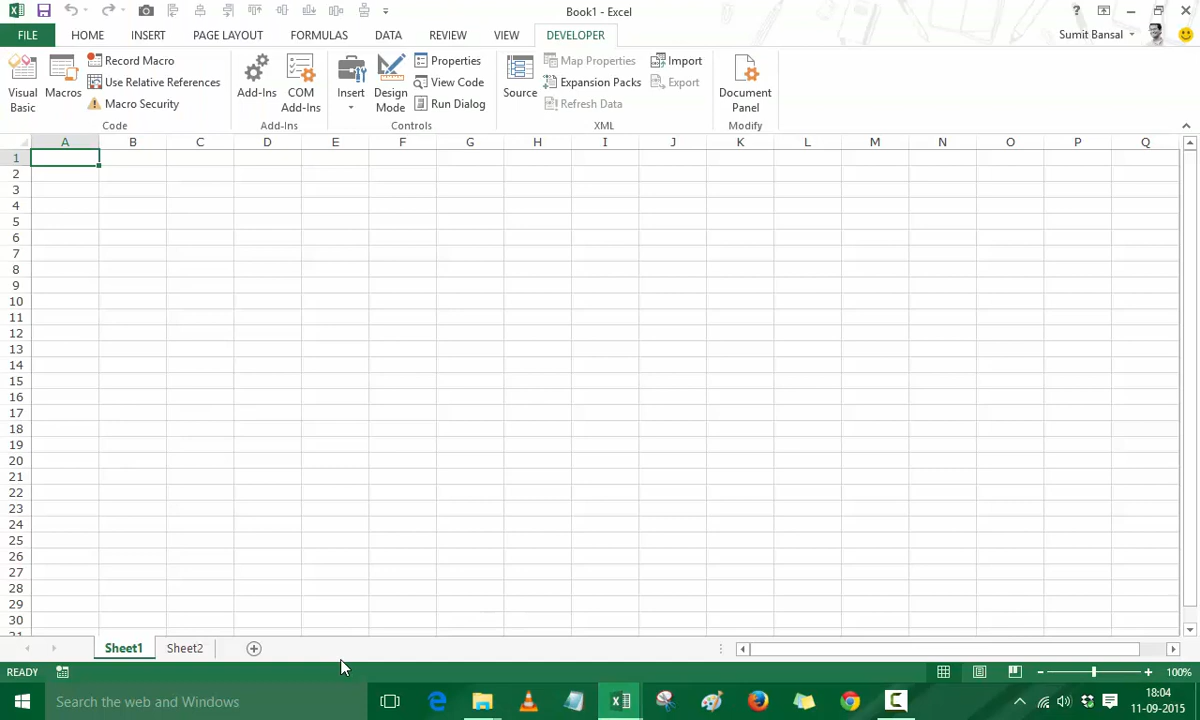 Book1 - Excel
FILE HOME INSERT PAGE LAYOUT FORMULAS DATA REVIEW VIEW DEVELOPER Sumit Bansal
Visual Basic
Macros
Record Macro
Use Relative References
Macro Security
Code
Add-Ins
COM Add-Ins
Add-Ins
Insert
Design Mode
Properties
View Code
Run Dialog
Controls
Source
Map Properties
Expansion Packs
Refresh Data
Import
Export
XML
Document Panel
Modify
A B C D E F G H I J K L M N O P Q
1
2
3
4
5
6
7
8
9
10
11
12
13
14
15
16
17
18
19
20
21
22
23
24
25
26
27
28
29
30
31
Sheet1 Sheet2
READY 100%
Search the web and Windows
18:04
11-09-2015